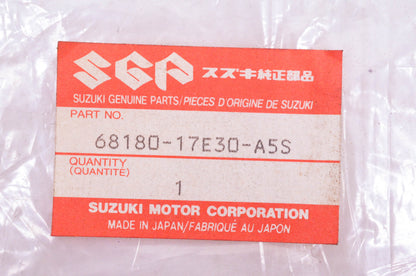 SGP スズキ純正部品
SUZUKI GENUINE PARTS/PIECES D'ORIGINE DE SUZUKI
PART NO.
68180-17E30-A5S
QUANTITY
(QUANTITÉ)
1
SUZUKI MOTOR CORPORATION
MADE IN JAPAN/FABRIQUÉ AU JAPON